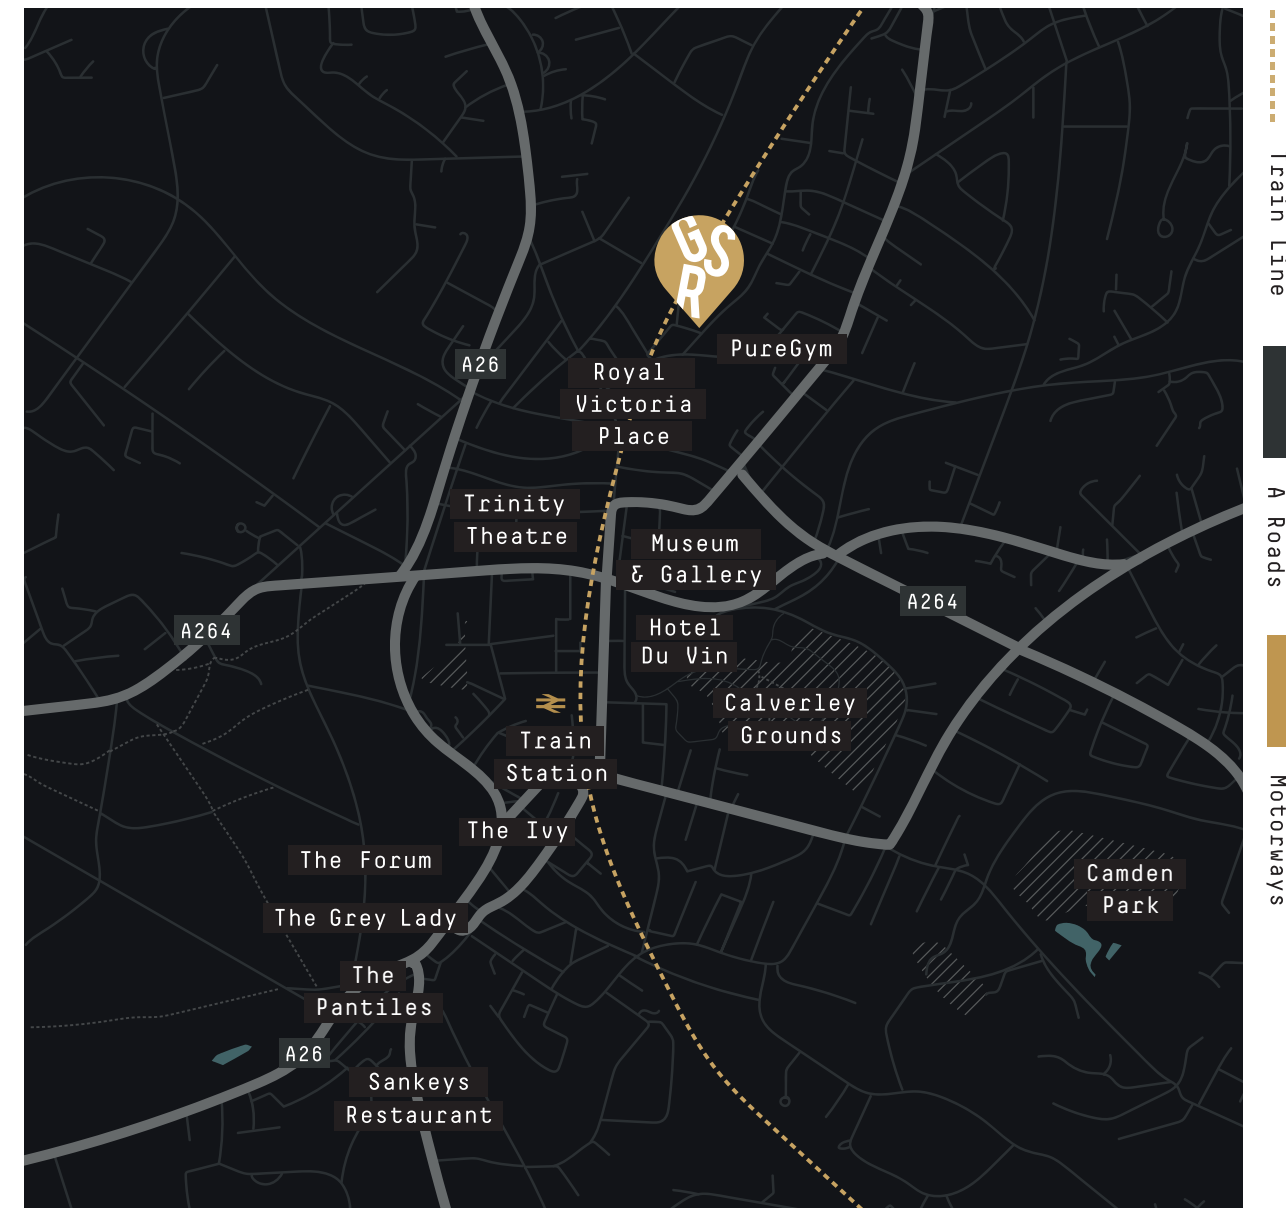 GS
R
PureGym
A26
Royal
Victoria
Place
Trinity
Theatre
Museum
& Gallery
A264
A264
Hotel
Du Vin
Calverley
Grounds
Train
Station
The Ivy
The Forum
Camden
Park
The Grey Lady
The
Pantiles
A26
Sankeys
Restaurant
Train Line
A Roads
Motorways